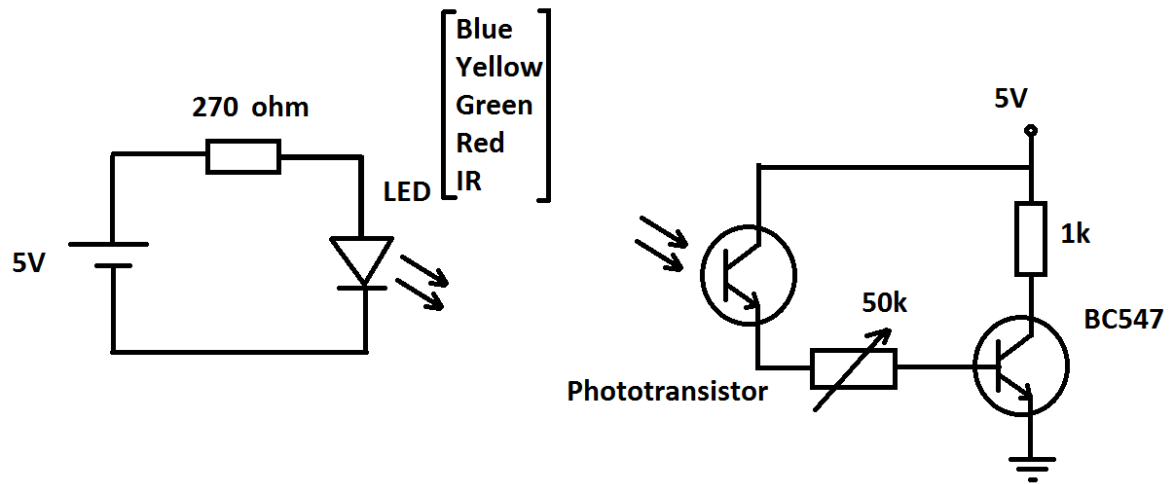 Blue
Yellow
Green
Red
IR
270 ohm
LED
5V
5V
1k
50k
BC547
Phototransistor